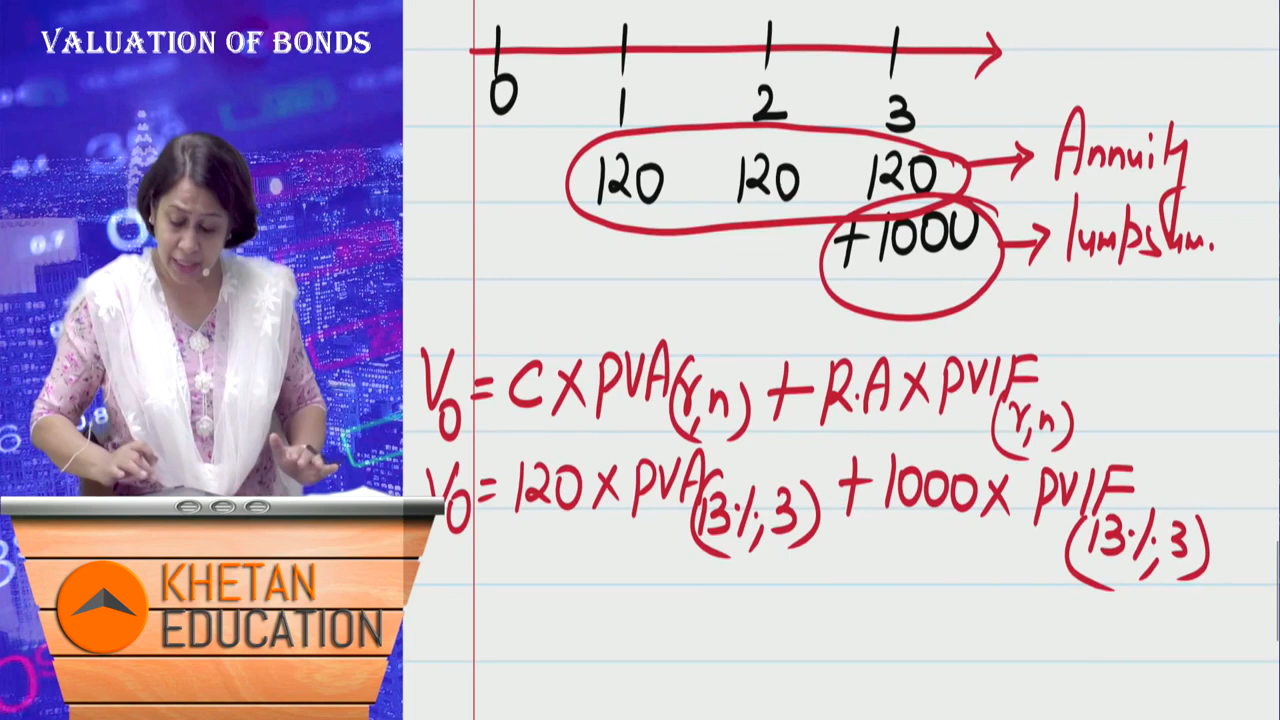 VALUATION OF BONDS
0 1 2 3
120 120 120 → Annuity
+1000 → lumpsum.
V₀ = C × PVA(r,n) + R.A × PVIF(r,n)
V₀ = 120 × PVA(13%,3) + 1000 × PVIF(13%,3)
KHETAN
EDUCATION